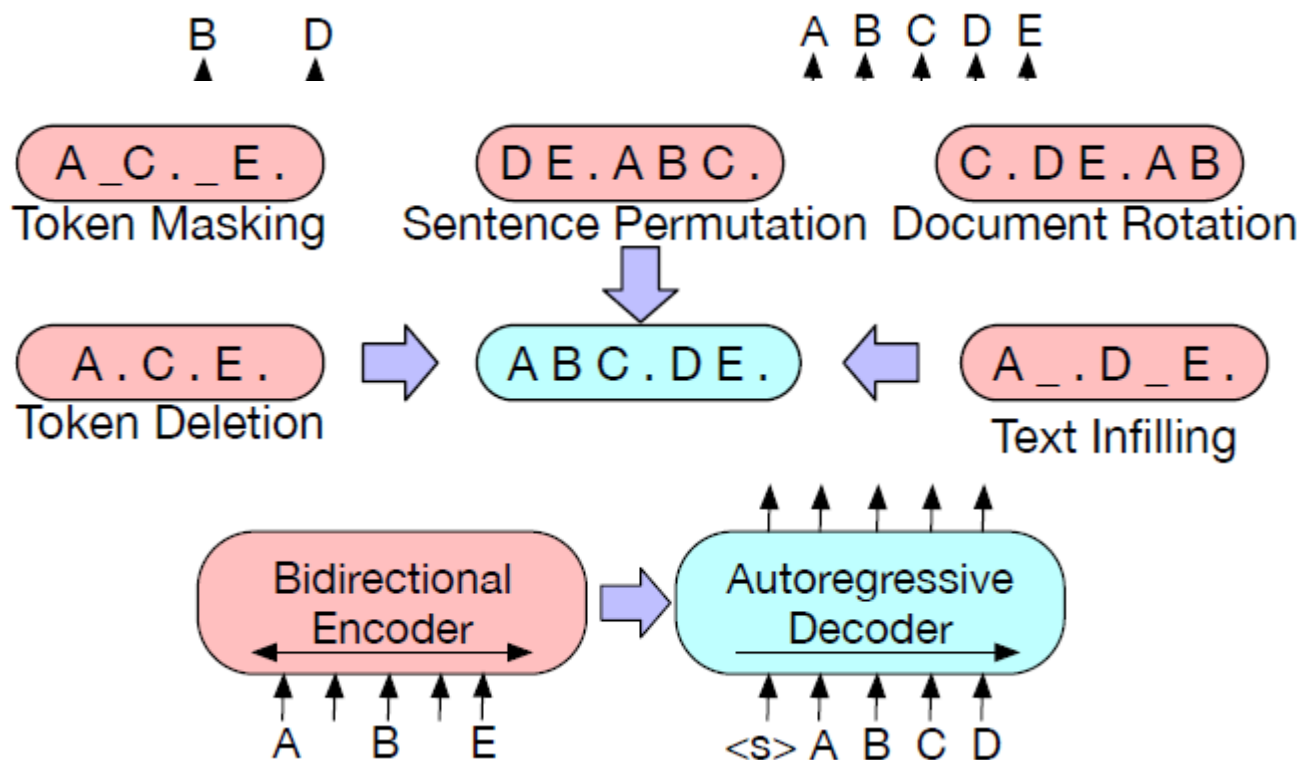 B D
A B C D E
A _ C . _ E .
D E . A B C .
C . D E . A B
Token Masking
Sentence Permutation
Document Rotation
A . C . E .
A B C . D E .
A _ . D _ E .
Token Deletion
Text Infilling
Bidirectional
Encoder
Autoregressive
Decoder
A B E
<s> A B C D